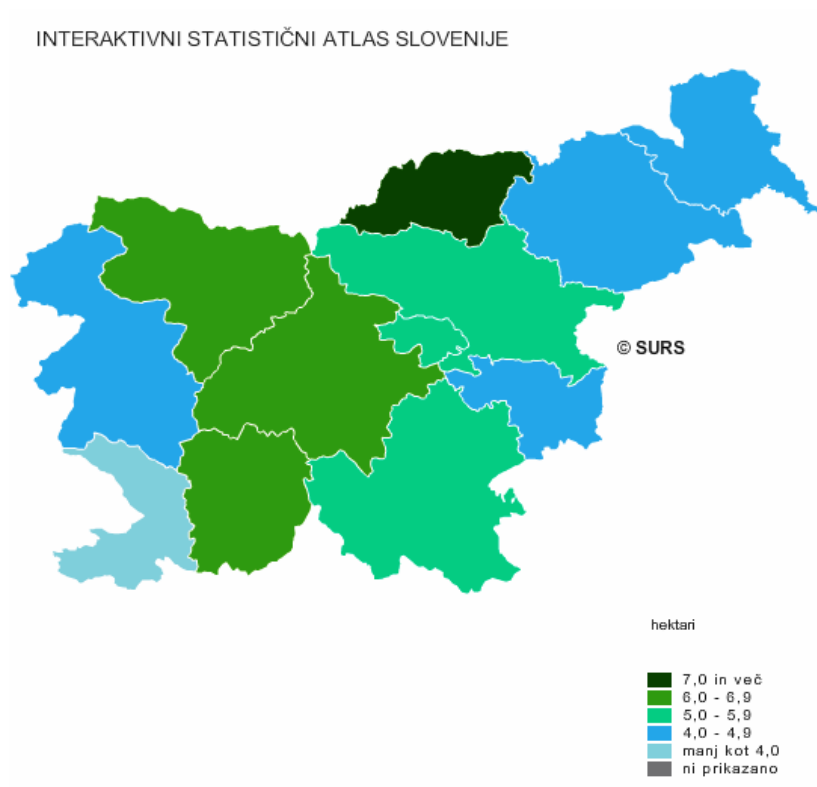 INTERAKTIVNI STATISTIČNI ATLAS SLOVENIJE
© SURS
hektari
7,0 in več
6,0 - 6,9
5,0 - 5,9
4,0 - 4,9
manj kot 4,0
ni prikazano